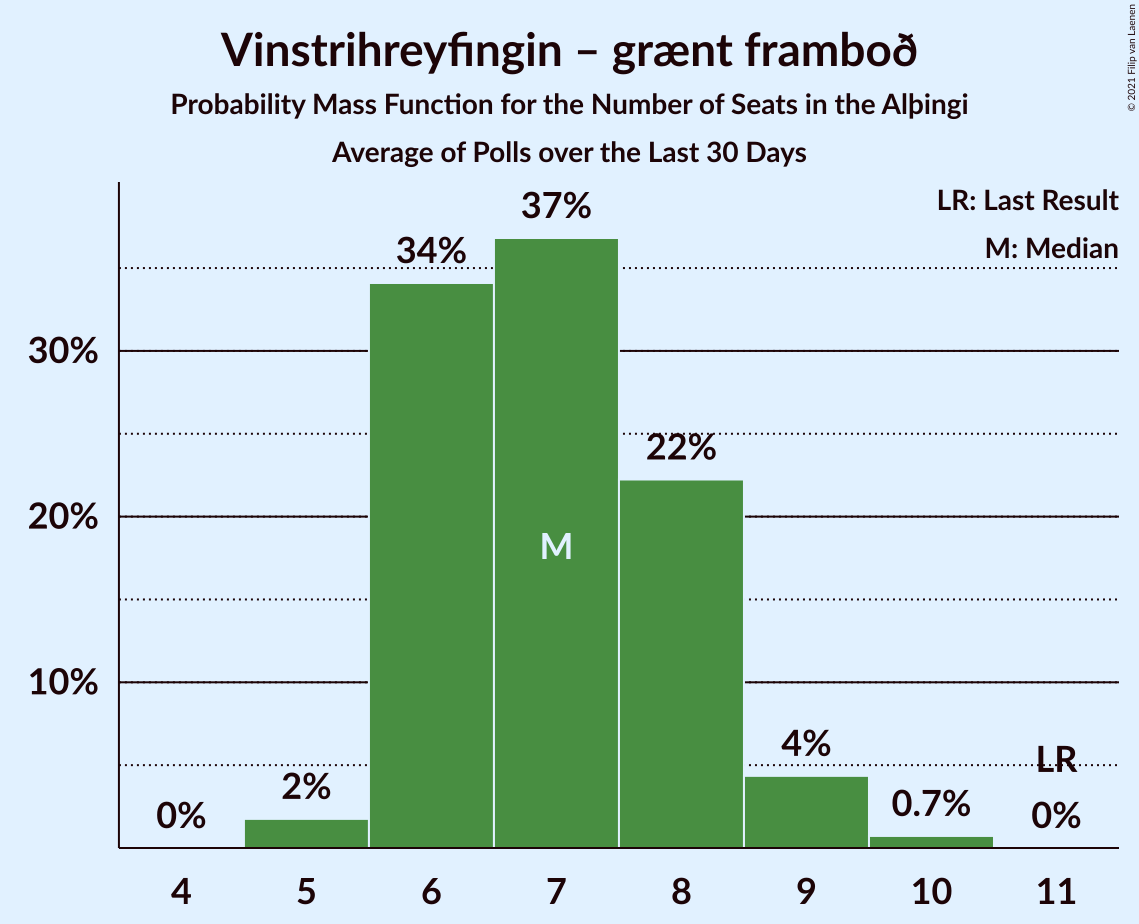 Vinstrihreyfingin – grænt framboð
Probability Mass Function for the Number of Seats in the Alþingi
Average of Polls over the Last 30 Days
© 2021 Filip van Laenen
LR: Last Result
M: Median
37%
34%
30%
22%
20%
M
10%
4%
LR
2%
0.7%
0%
0%
4 5 6 7 8 9 10 11